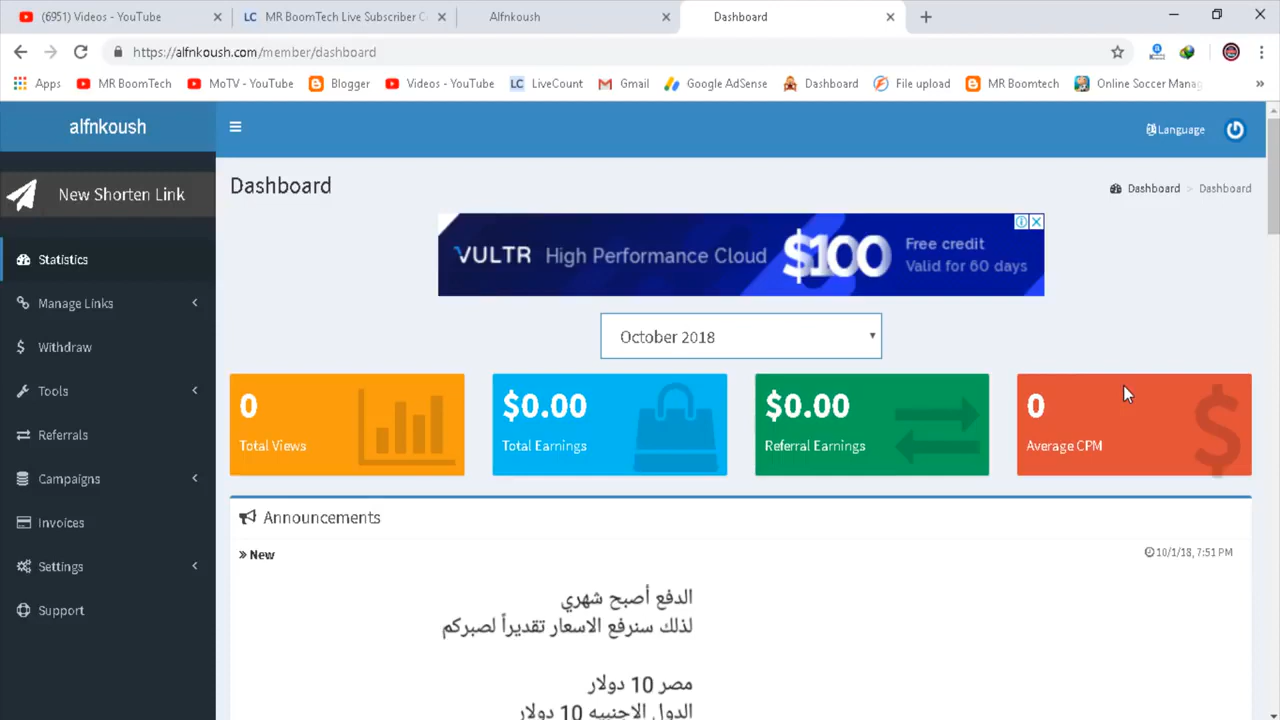 (6951) Videos - YouTube
MR BoomTech Live Subscriber C
Alfnkoush
Dashboard
https://alfnkoush.com/member/dashboard
Apps
MR BoomTech
MoTV - YouTube
Blogger
Videos - YouTube
LC LiveCount
Gmail
Google AdSense
Dashboard
File upload
MR Boomtech
Online Soccer Manag
alfnkoush
Language
New Shorten Link
Dashboard
Dashboard > Dashboard
VULTR High Performance Cloud $100 Free credit
Valid for 60 days
Statistics
Manage Links
Withdraw
Tools
Referrals
Campaigns
Invoices
Settings
Support
October 2018
0
Total Views
$0.00
Total Earnings
$0.00
Referral Earnings
0
Average CPM
Announcements
» New
10/1/18, 7:51 PM
الدفع أصبح شهري
لذلك سنرفع الاسعار تقديراً لصبركم
مصر 10 دولار
الدول الاجنبيه 10 دولار